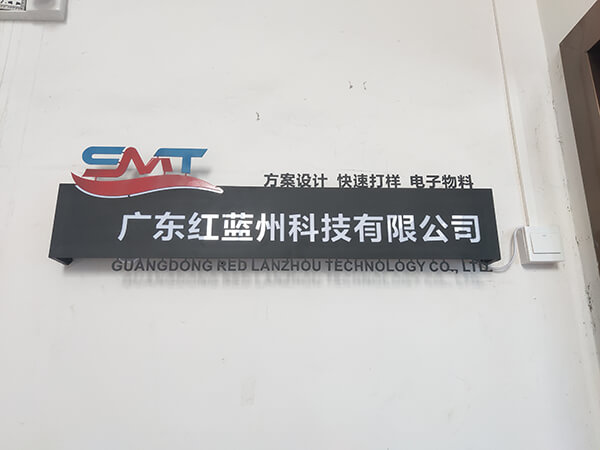 SMT
方案设计 快速打样 电子物料
广东红蓝州科技有限公司
GUANGDONG RED LANZHOU TECHNOLOGY CO., LTD.